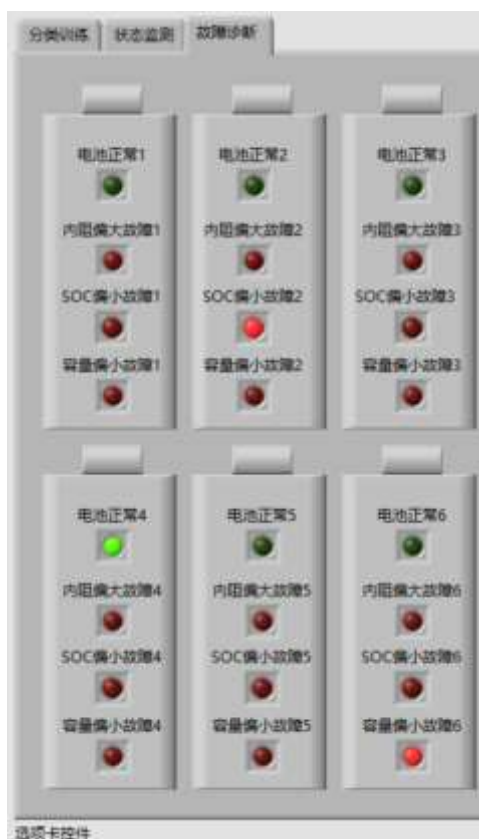 分类训练 状态监测 故障诊断
电池正常1 电池正常2 电池正常3
内阻偏大故障1 内阻偏大故障2 内阻偏大故障3
SOC偏小故障1 SOC偏小故障2 SOC偏小故障3
容量偏小故障1 容量偏小故障2 容量偏小故障3
电池正常4 电池正常5 电池正常6
内阻偏大故障4 内阻偏大故障5 内阻偏大故障6
SOC偏小故障4 SOC偏小故障5 SOC偏小故障6
容量偏小故障4 容量偏小故障5 容量偏小故障6
选项卡控件